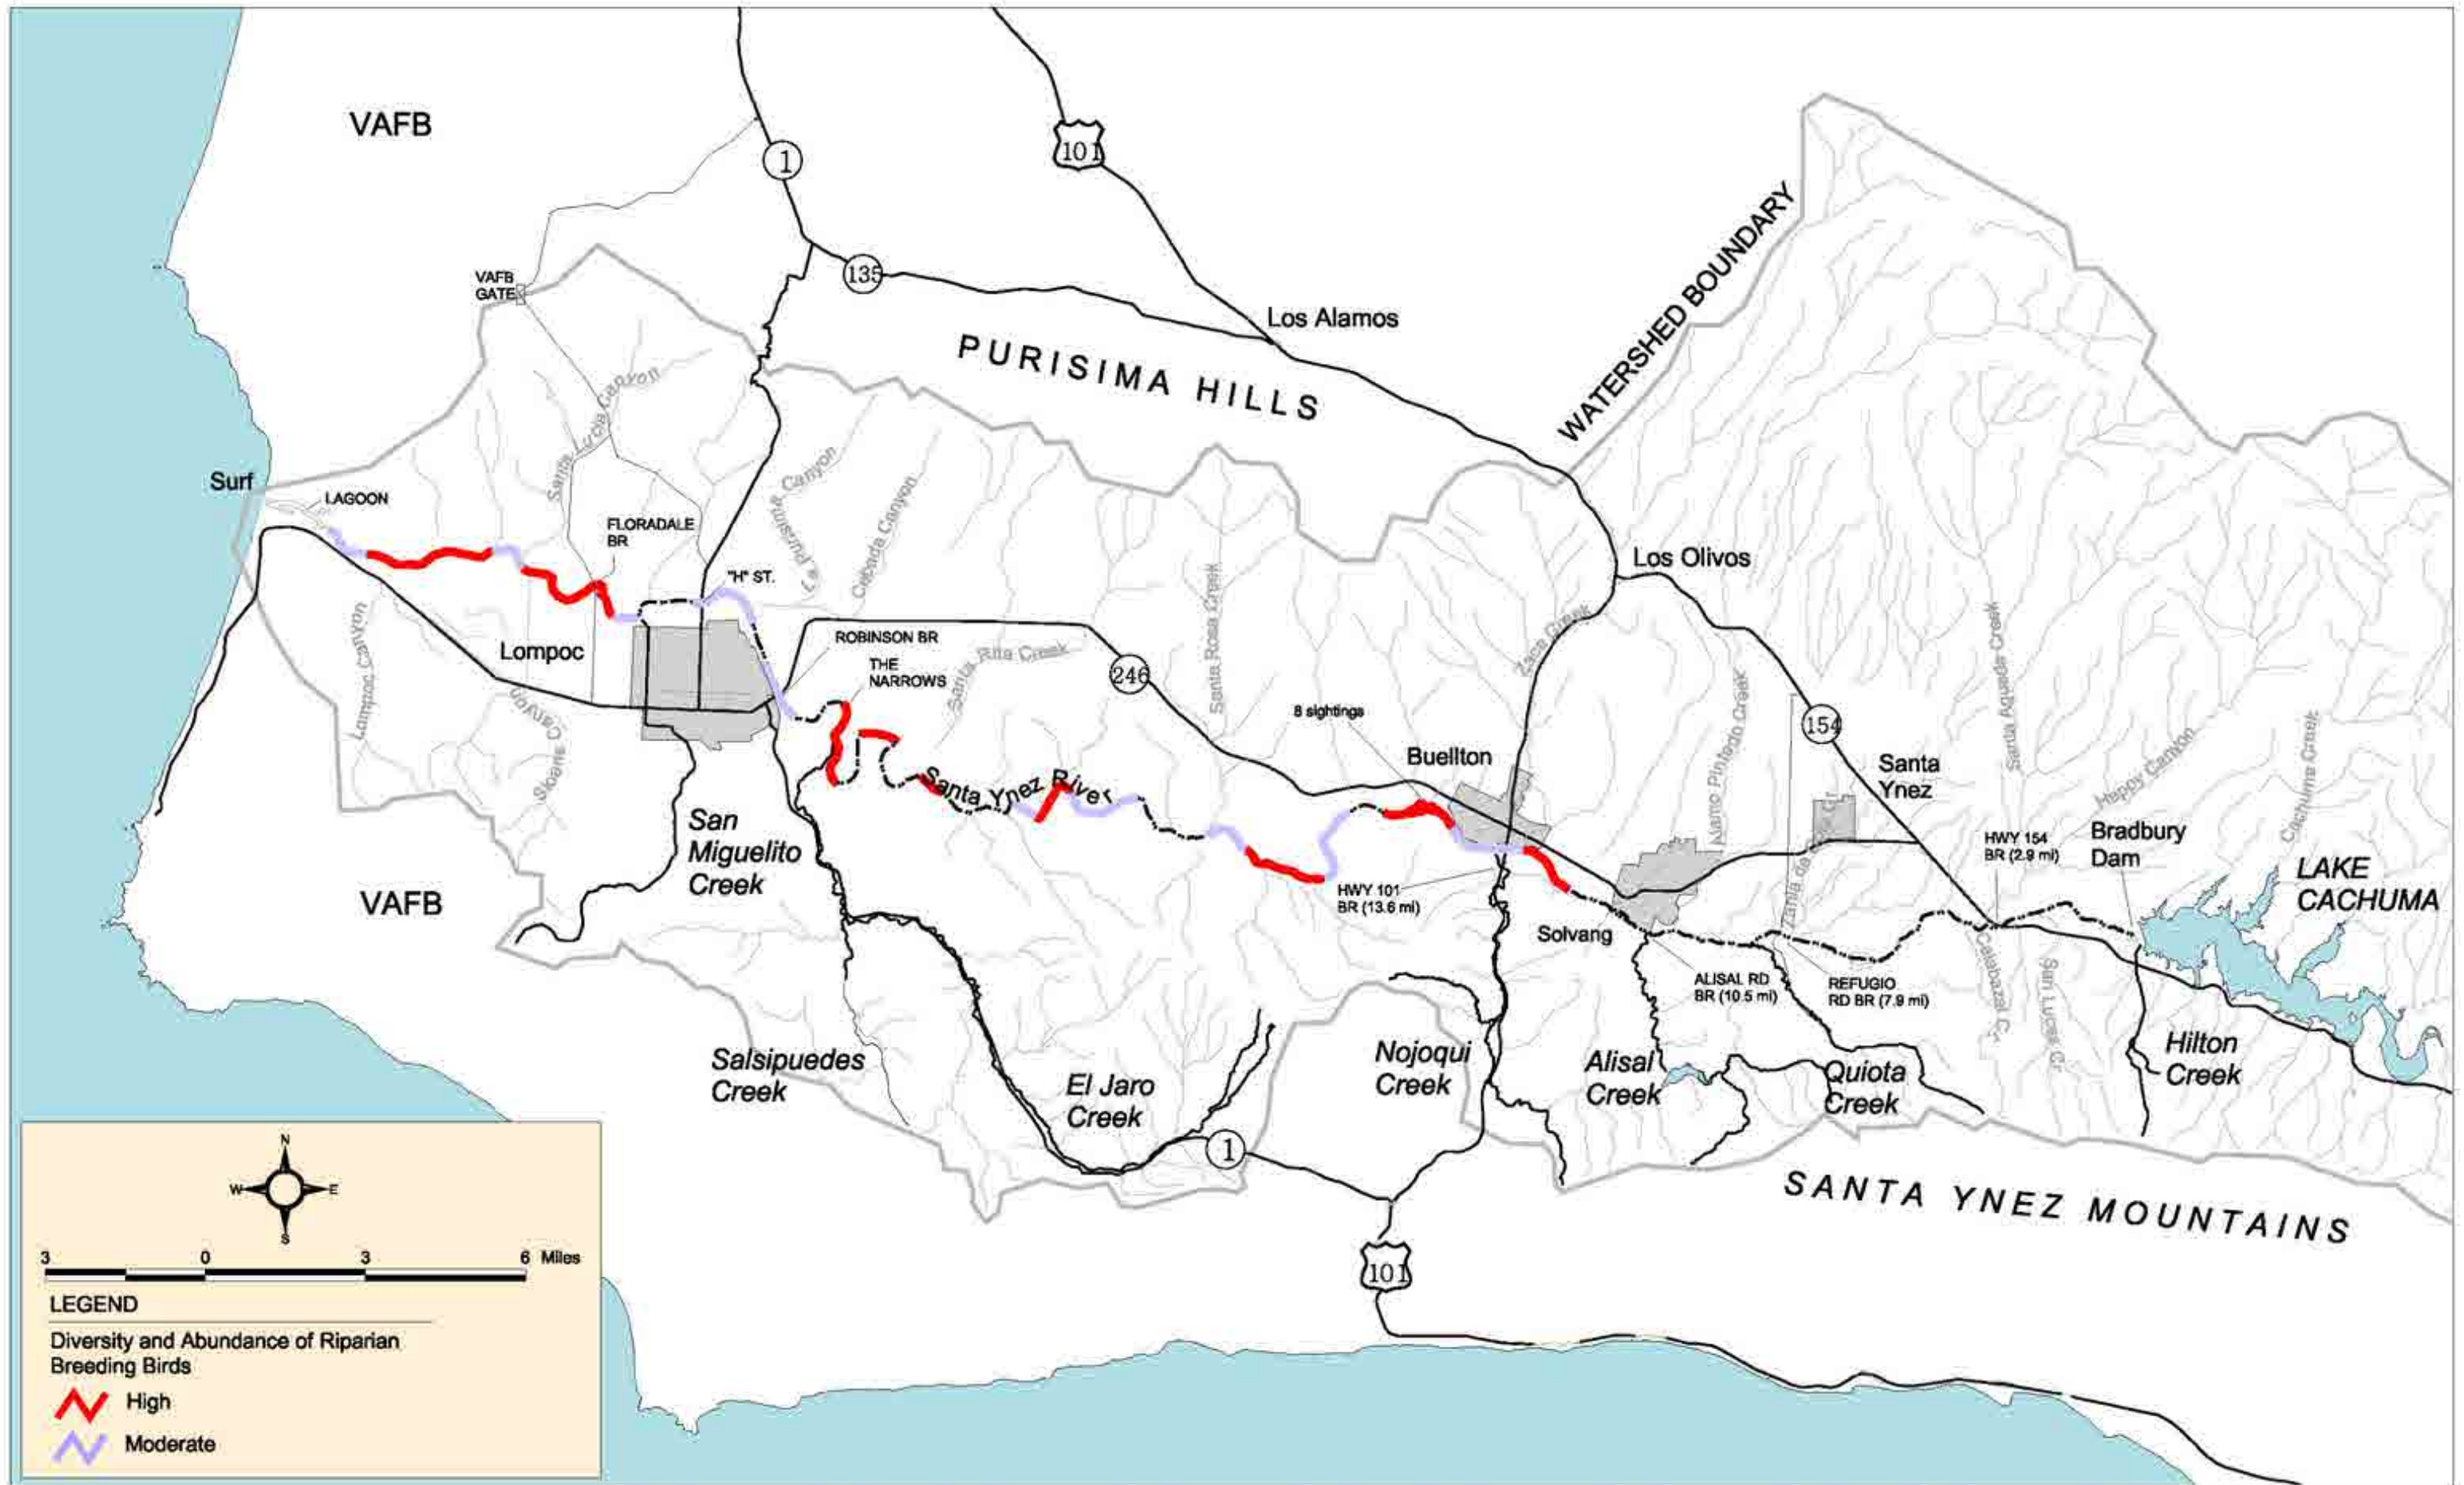 VAFB
1
101
WATERSHED BOUNDARY
VAFB
GATE
135
Los Alamos
PURISIMA HILLS
Santa Lucia Canyon
Surf
LAGOON
La Purisima Canyon
Cebada Canyon
FLORADALE
BR
"H" ST.
Los Olivos
Santa Rosa Creek
Zaca Creek
Santa Agueda Creek
Lompoc Canyon
Lompoc
ROBINSON BR
THE
NARROWS
Santa Rita Creek
246
Sloans Canyon
8 sightings
Buellton
Alamo Pintado Creek
154
Santa
Ynez
Happy Canyon
Cachuma Creek
Santa Ynez River
San
Miguelito
Creek
HWY 154
BR (2.9 mi)
Bradbury
Dam
LAKE
CACHUMA
VAFB
HWY 101
BR (13.6 mi)
Solvang
ALISAL RD
BR (10.5 mi)
REFUGIO
RD BR (7.9 mi)
Calabazal C.
San Lucas Cr
Salsipuedes
Creek
El Jaro
Creek
Nojoqui
Creek
Alisal
Creek
Quiota
Creek
Hilton
Creek
1
SANTA YNEZ MOUNTAINS
101
N
W
E
S
3 0 3 6 Miles
LEGEND
Diversity and Abundance of Riparian
Breeding Birds
High
Moderate